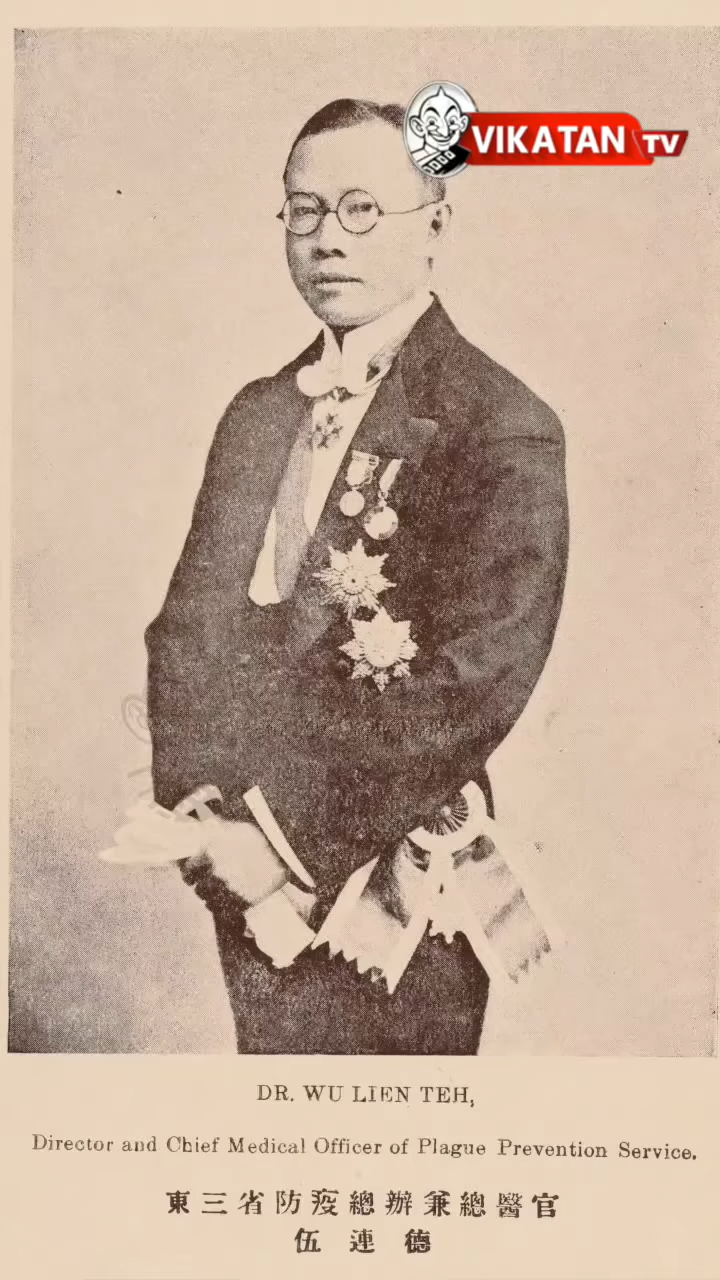 VIKATAN TV
DR. WU LIEN TEH,
Director and Chief Medical Officer of Plague Prevention Service.
東三省防疫總辦兼總醫官
伍連德